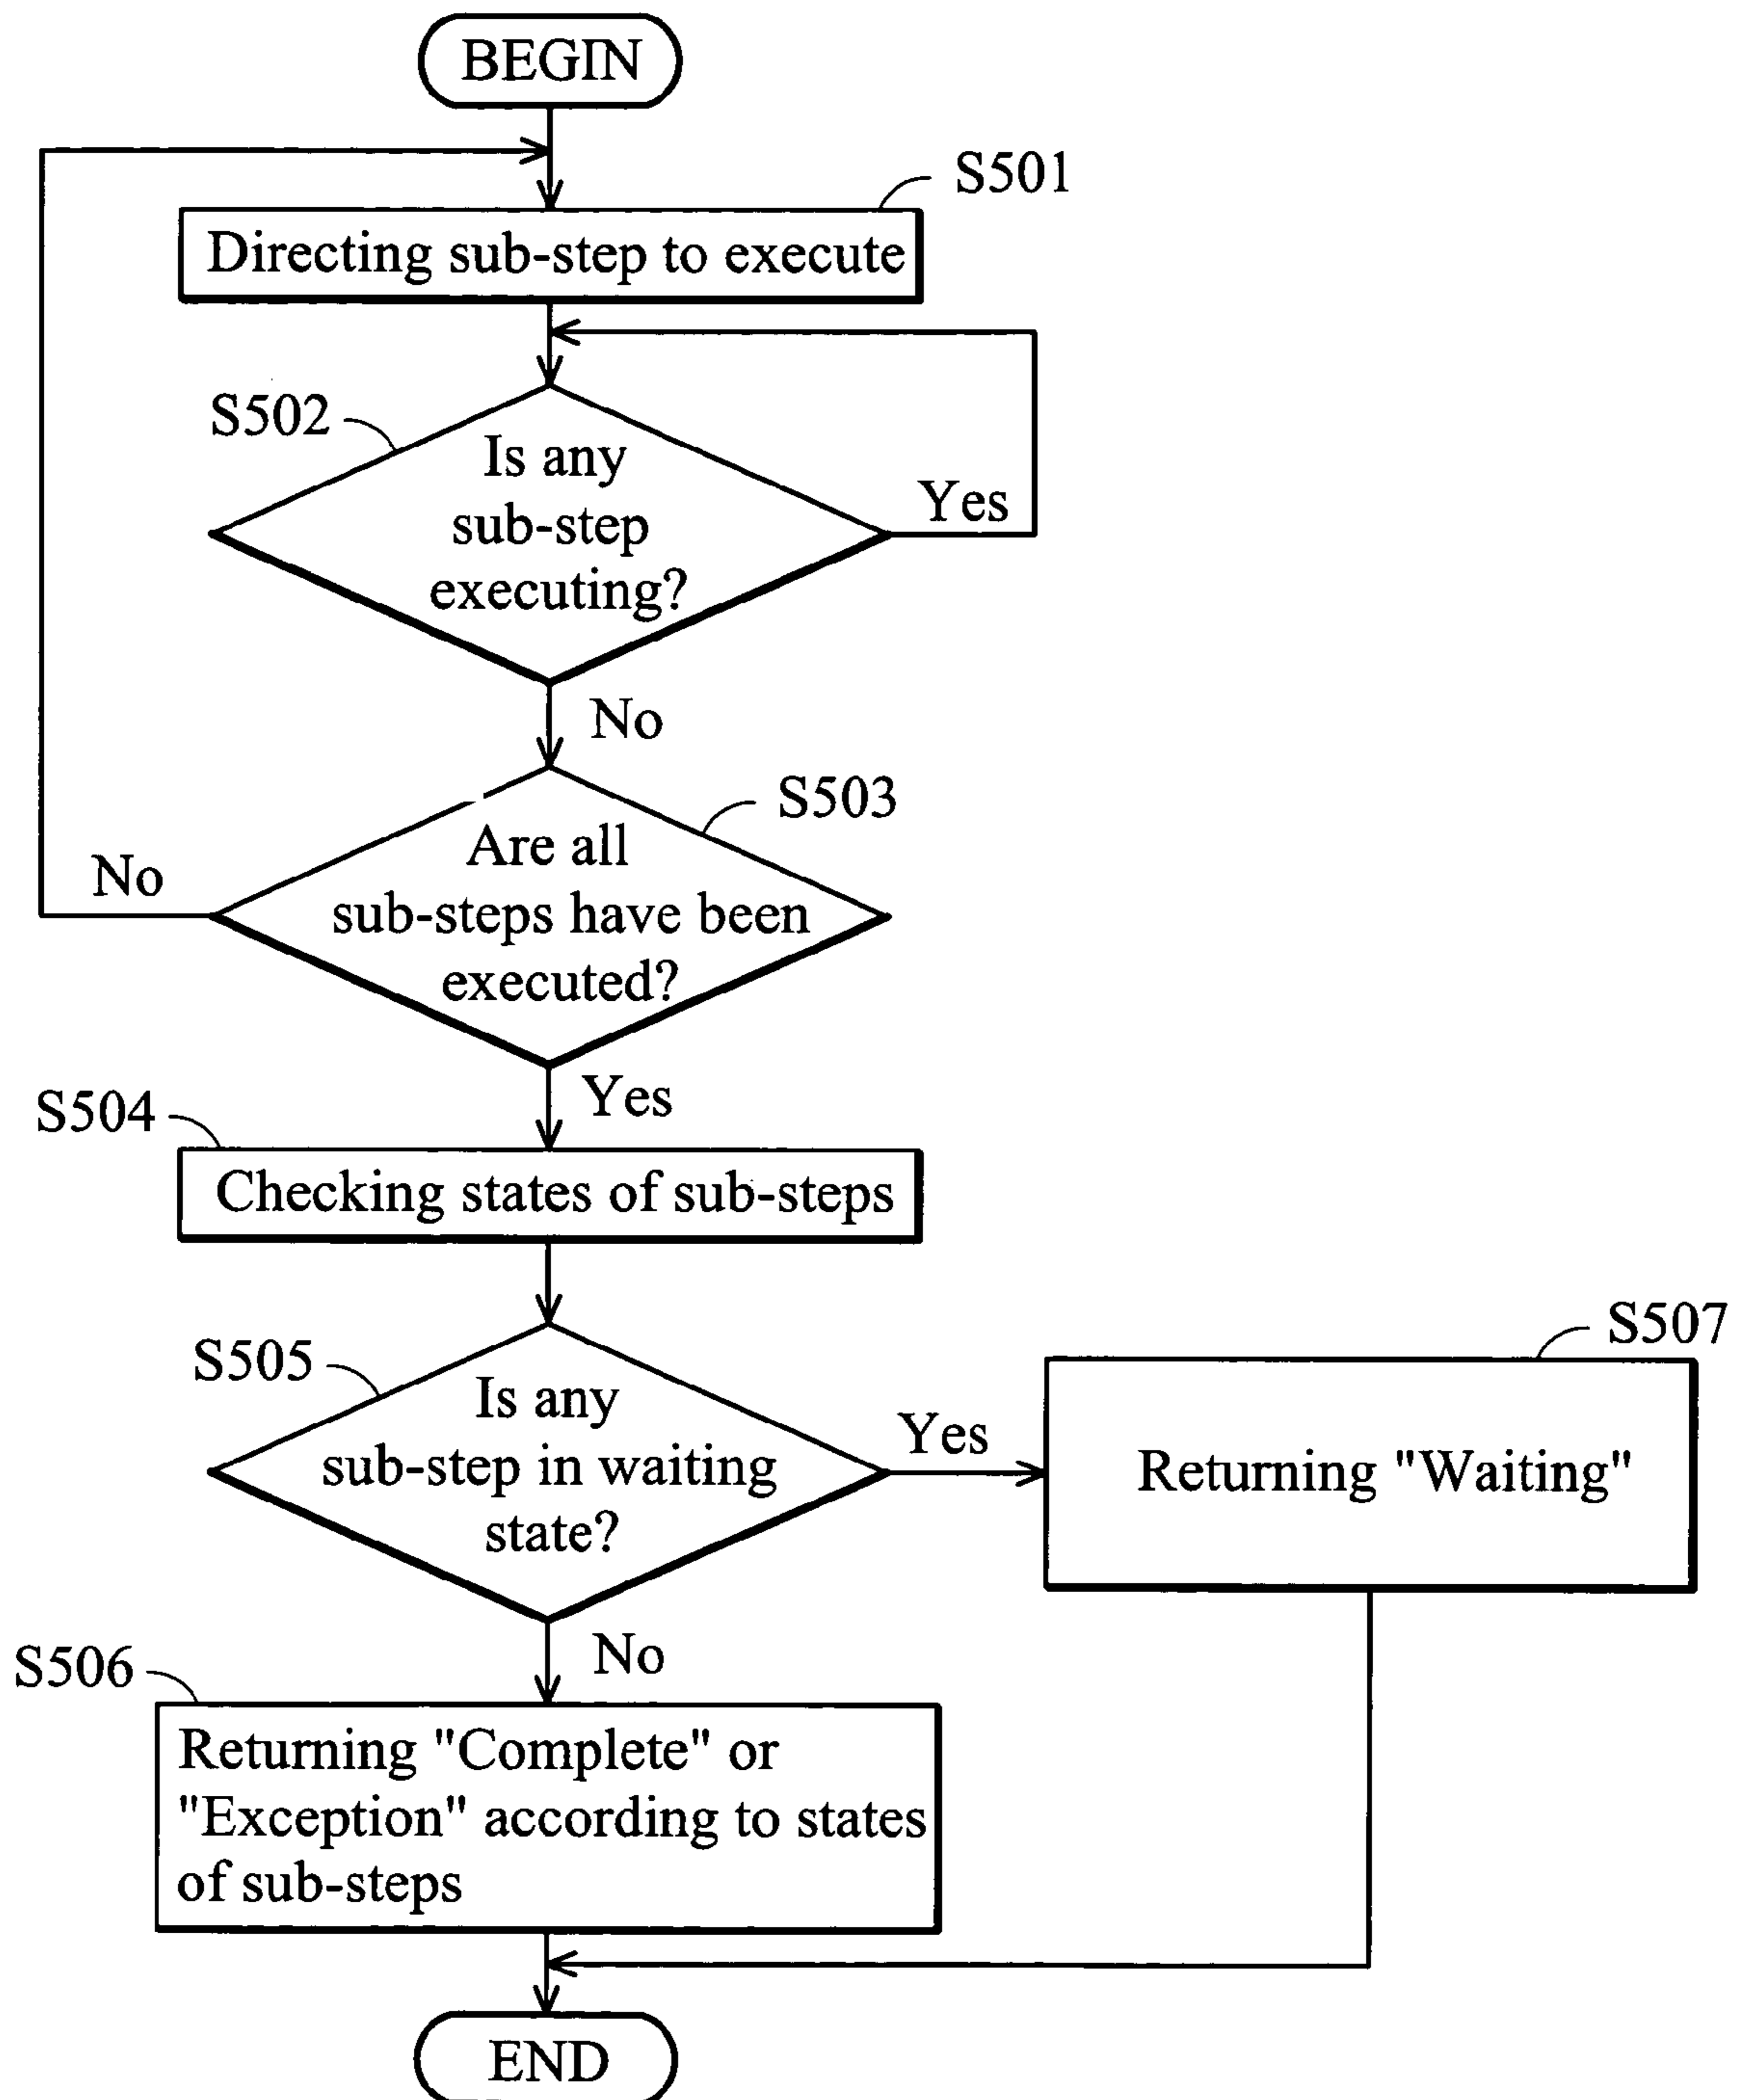 BEGIN
S501
Directing sub-step to execute
S502
Is any
sub-step
executing?
Yes
No
S503
Are all
sub-steps have been
executed?
No
Yes
S504
Checking states of sub-steps
S505
Is any
sub-step in waiting
state?
Yes
S507
Returning "Waiting"
No
S506
Returning "Complete" or
"Exception" according to states
of sub-steps
END